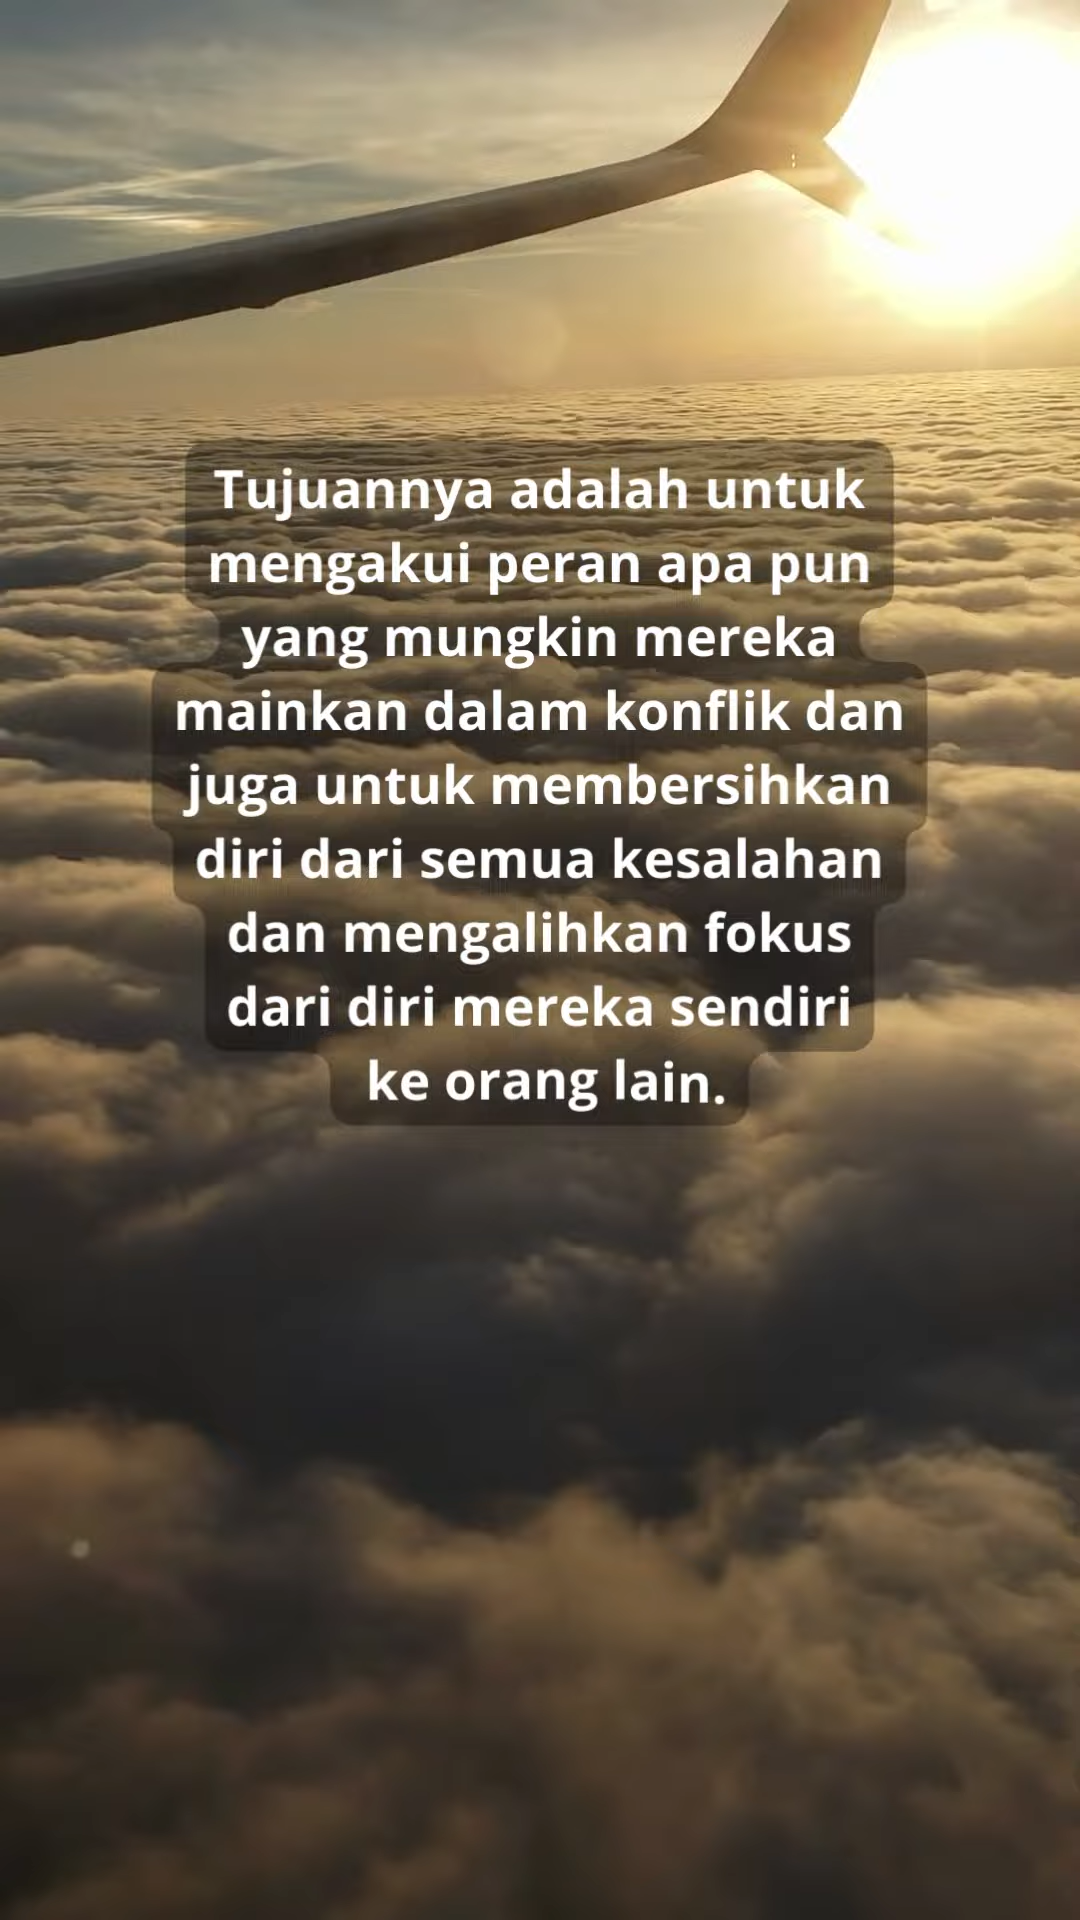 Tujuannya adalah untuk
mengakui peran apa pun
yang mungkin mereka
mainkan dalam konflik dan
juga untuk membersihkan
diri dari semua kesalahan
dan mengalihkan fokus
dari diri mereka sendiri
ke orang lain.